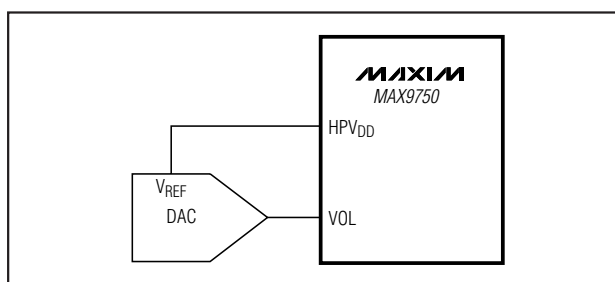 MAXIM
MAX9750
HPVDD
VREF
DAC
VOL